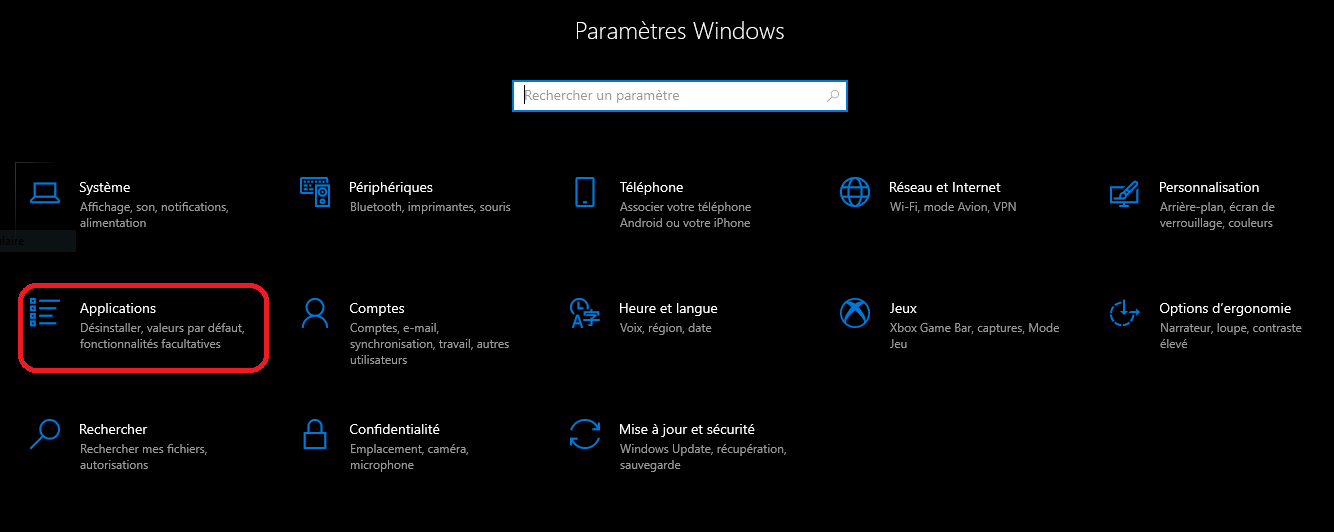 Paramètres Windows
Rechercher un paramètre
Système
Affichage, son, notifications,
alimentation
Périphériques
Bluetooth, imprimantes, souris
Téléphone
Associer votre téléphone
Android ou votre iPhone
Réseau et Internet
Wi-Fi, mode Avion, VPN
Personnalisation
Arrière-plan, écran de
verrouillage, couleurs
laire
Applications
Désinstaller, valeurs par défaut,
fonctionnalités facultatives
Comptes
Comptes, e-mail,
synchronisation, travail, autres
utilisateurs
Heure et langue
Voix, région, date
Jeux
Xbox Game Bar, captures, Mode
Jeu
Options d'ergonomie
Narrateur, loupe, contraste
élevé
Rechercher
Rechercher mes fichiers,
autorisations
Confidentialité
Emplacement, caméra,
microphone
Mise à jour et sécurité
Windows Update, récupération,
sauvegarde